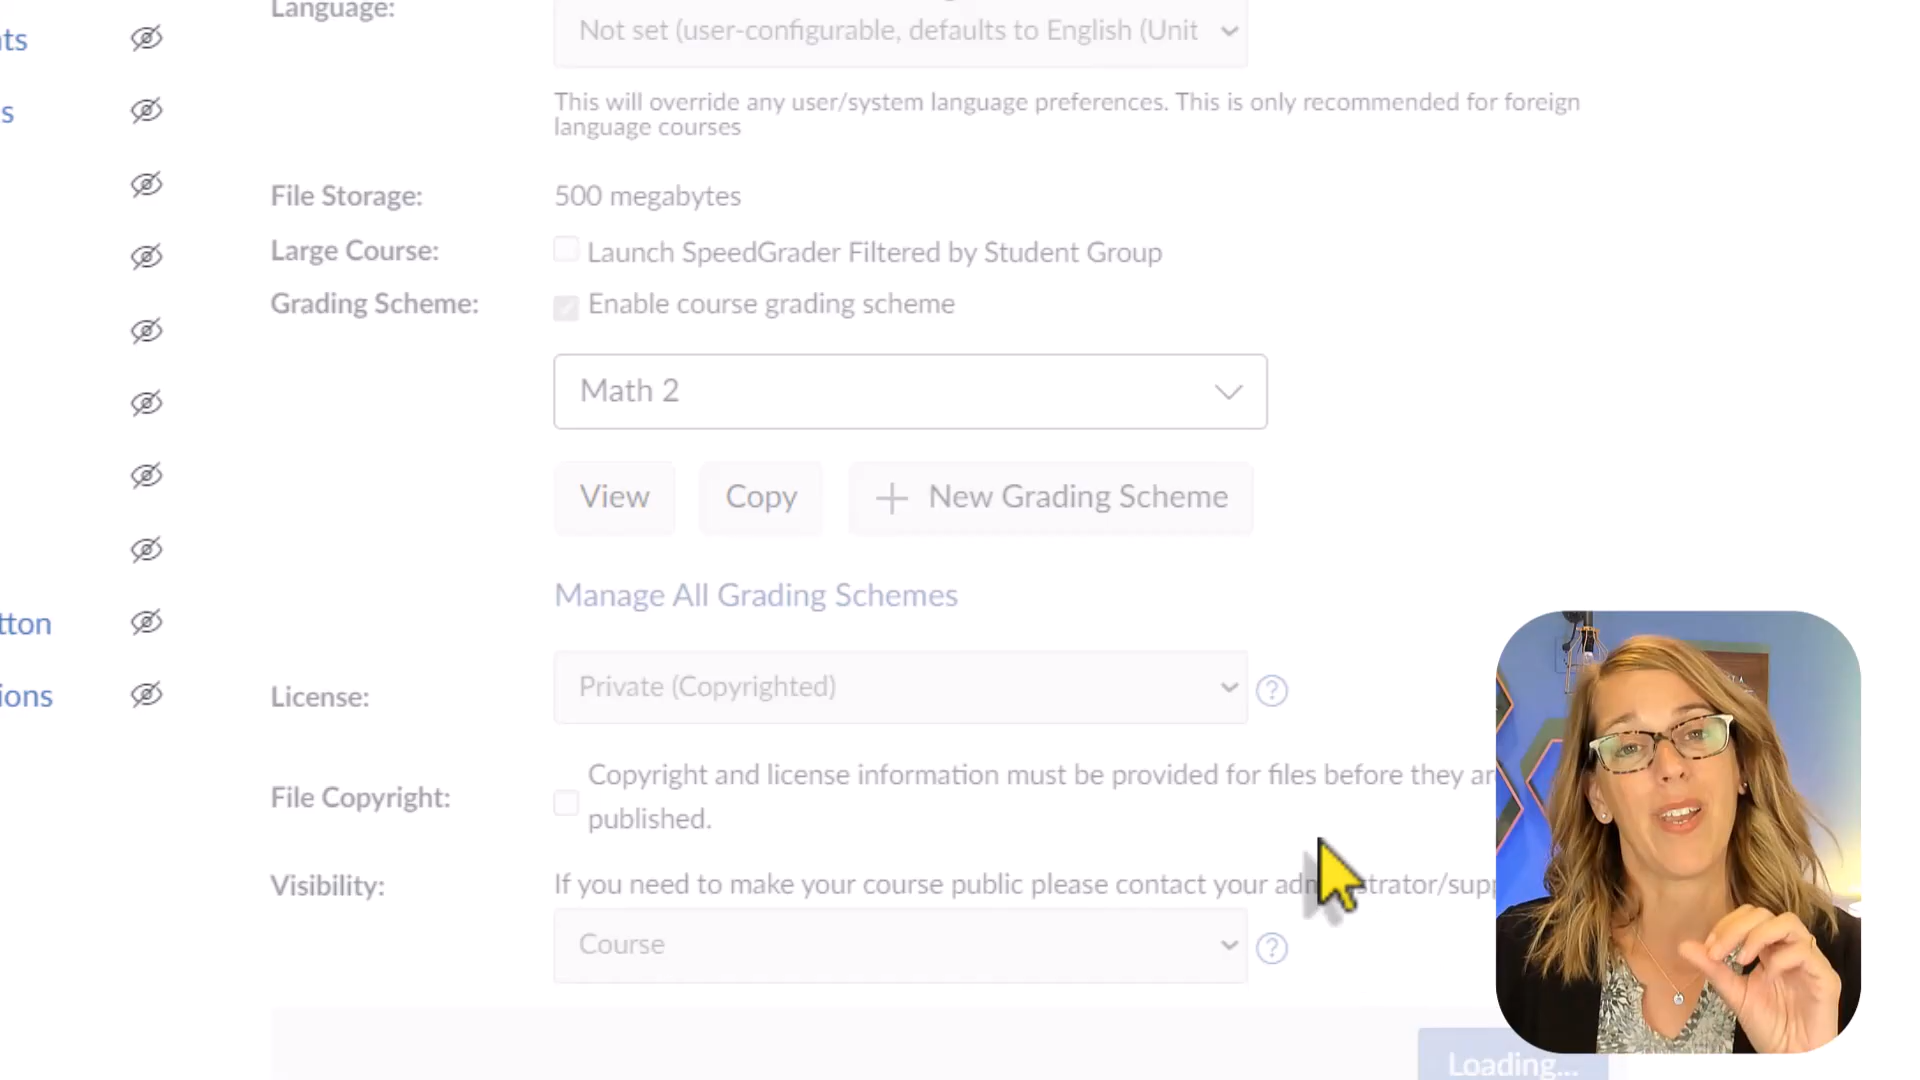 Language:
Not set (user-configurable, defaults to English (Unit
ts
This will override any user/system language preferences. This is only recommended for foreign
language courses
s
File Storage: 500 megabytes
Large Course: Launch SpeedGrader Filtered by Student Group
Grading Scheme: Enable course grading scheme
Math 2
View Copy + New Grading Scheme
Manage All Grading Schemes
tton
License: Private (Copyrighted)
ions
Copyright and license information must be provided for files before they ar
File Copyright:
published.
Visibility: If you need to make your course public please contact your ad strator/supp
Course
Loading...